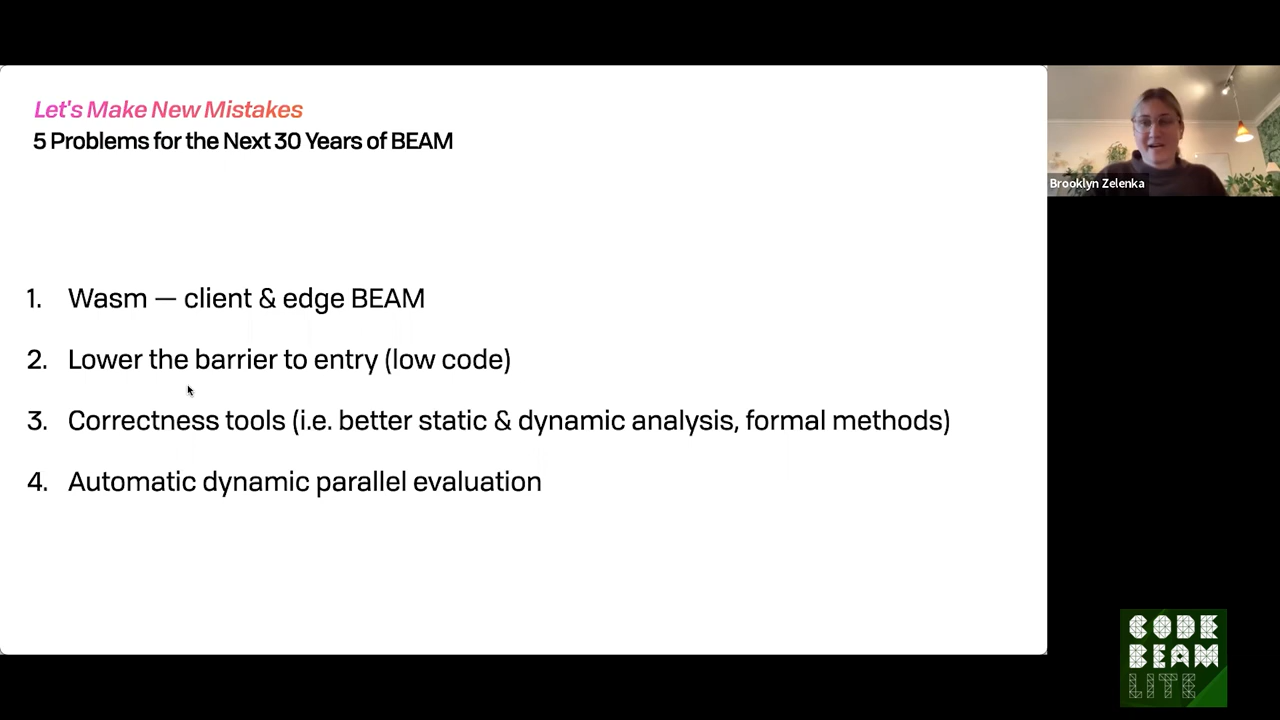 Let's Make New Mistakes
5 Problems for the Next 30 Years of BEAM
1. Wasm — client & edge BEAM
2. Lower the barrier to entry (low code)
3. Correctness tools (i.e. better static & dynamic analysis, formal methods)
4. Automatic dynamic parallel evaluation
Brooklyn Zelenka
CODE
BEAM
LITE